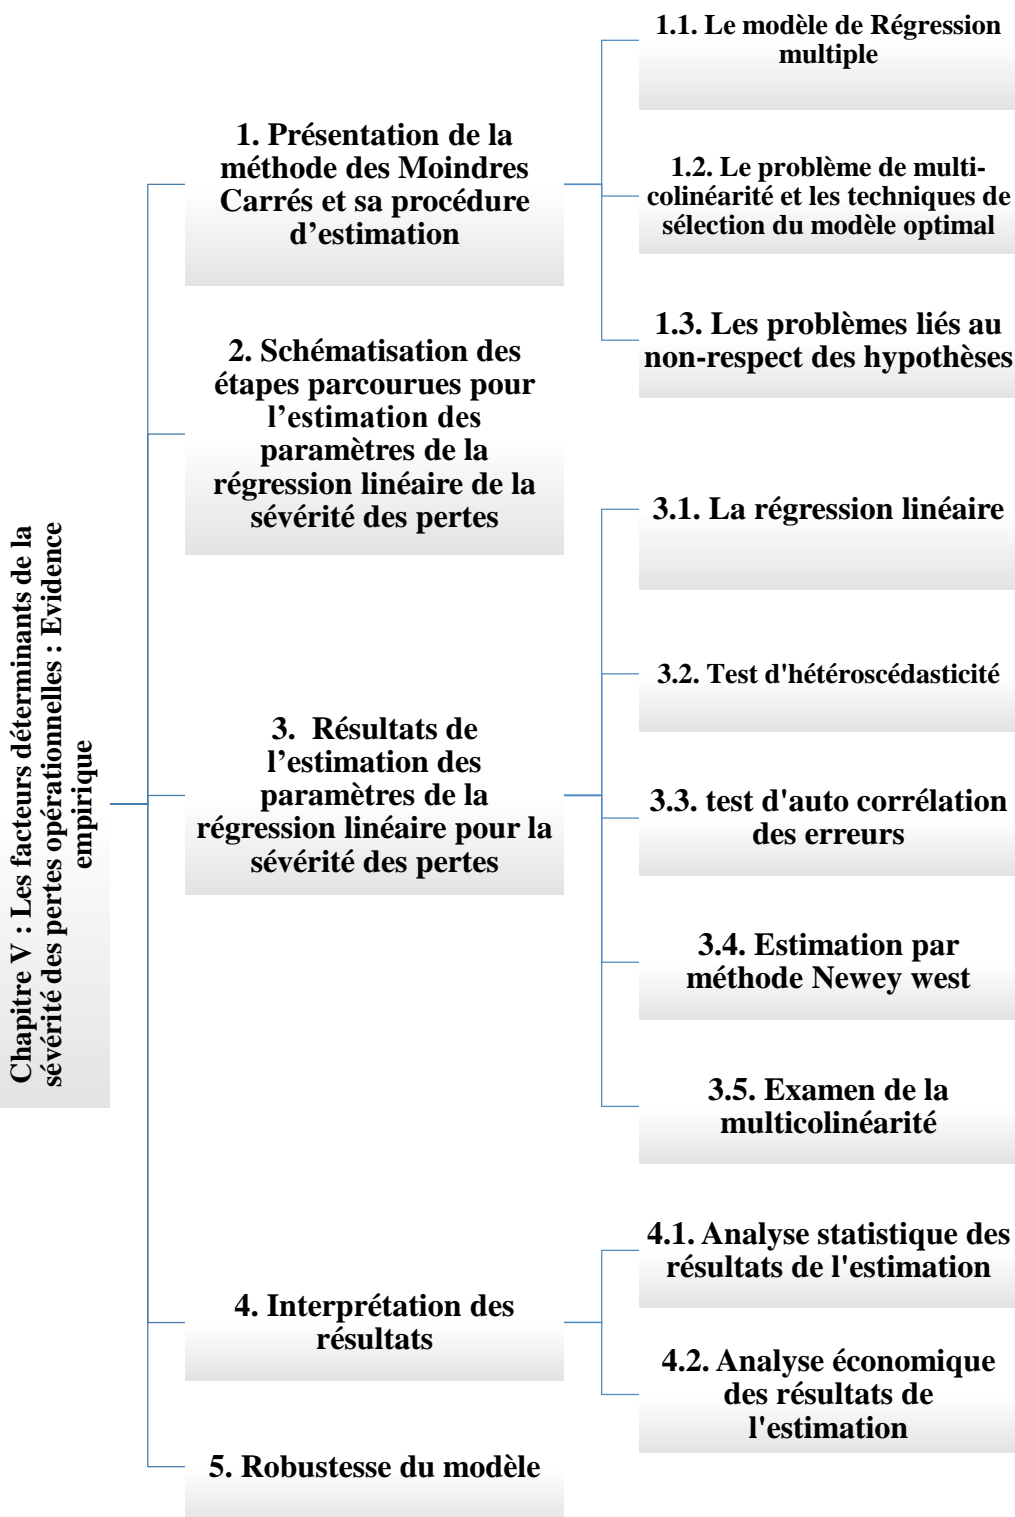 Chapitre V : Les facteurs déterminants de la
sévérité des pertes opérationnelles : Evidence
empirique
1. Présentation de la
méthode des Moindres
Carrés et sa procédure
d’estimation
1.1. Le modèle de Régression
multiple
1.2. Le problème de multi-
colinéarité et les techniques de
sélection du modèle optimal
1.3. Les problèmes liés au
non-respect des hypothèses
2. Schématisation des
étapes parcourues pour
l’estimation des
paramètres de la
régression linéaire de la
sévérité des pertes
3. Résultats de
l’estimation des
paramètres de la
régression linéaire pour la
sévérité des pertes
3.1. La régression linéaire
3.2. Test d'hétéroscédasticité
3.3. test d'auto corrélation
des erreurs
3.4. Estimation par
méthode Newey west
3.5. Examen de la
multicolinéarité
4. Interprétation des
résultats
4.1. Analyse statistique des
résultats de l'estimation
4.2. Analyse économique
des résultats de
l'estimation
5. Robustesse du modèle